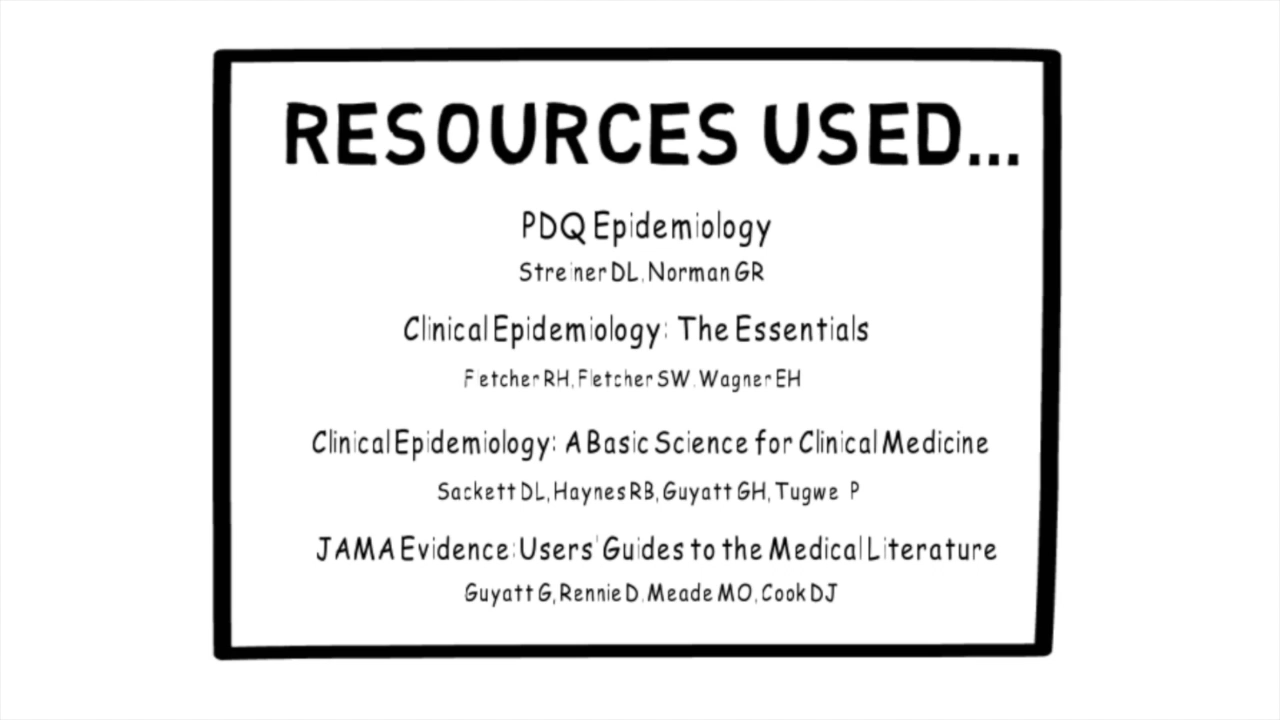 RESOURCES USED...
PDQ Epidemiology
Streiner DL, Norman GR
Clinical Epidemiology: The Essentials
Fletcher RH, Fletcher SW, Wagner EH
Clinical Epidemiology: A Basic Science for Clinical Medicine
Sackett DL, Haynes RB, Guyatt GH, Tugwell P
JAMA Evidence: Users' Guides to the Medical Literature
Guyatt G, Rennie D, Meade MO, Cook DJ